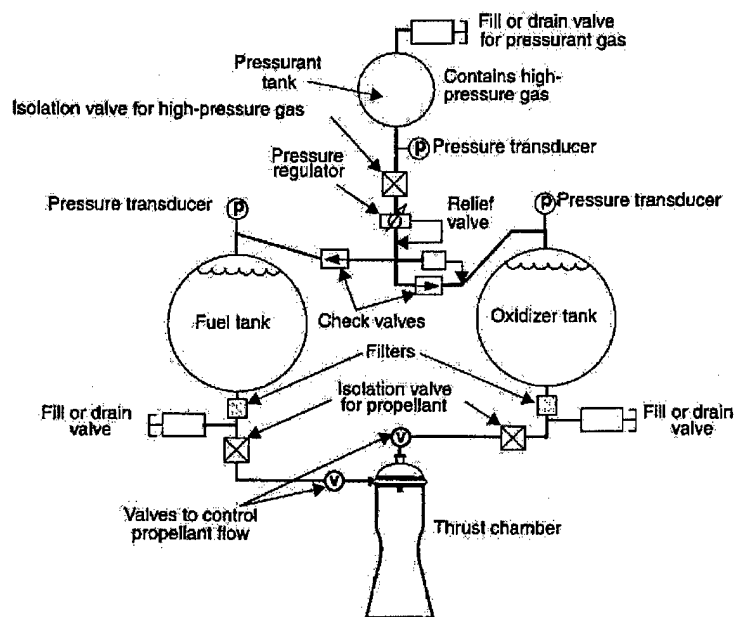 Fill or drain valve
for pressurant gas
Pressurant
tank
Contains high-
pressure gas
Isolation valve for high-pressure gas
P
Pressure transducer
Pressure
regulator
Pressure transducer
P
Relief
valve
P
Pressure transducer
Fuel tank
Check valves
Oxidizer tank
Filters
Isolation valve
for propellant
Fill or drain
valve
Fill or drain
valve
V
V
Valves to control
propellant flow
Thrust chamber